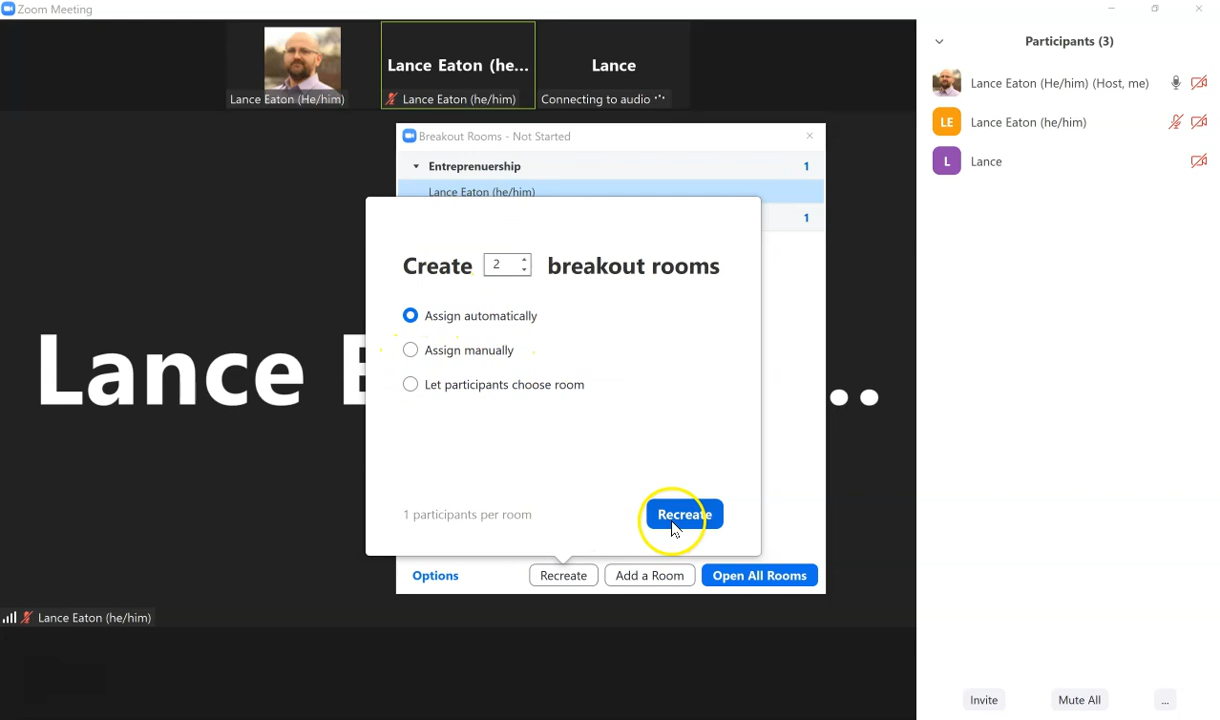 Zoom Meeting
Lance Eaton (He/him)
Lance Eaton (he...
Lance Eaton (he/him)
Lance
Connecting to audio
Participants (3)
Lance Eaton (He/him) (Host, me)
LE Lance Eaton (he/him)
L Lance
Breakout Rooms - Not Started
Entreprenuership 1
Lance Eaton (he/him)
1
Create 2 breakout rooms
Assign automatically
Assign manually
Let participants choose room
1 participants per room
Recreate
Options
Recreate
Add a Room
Open All Rooms
Lance E
...
Lance Eaton (he/him)
Invite
Mute All
...